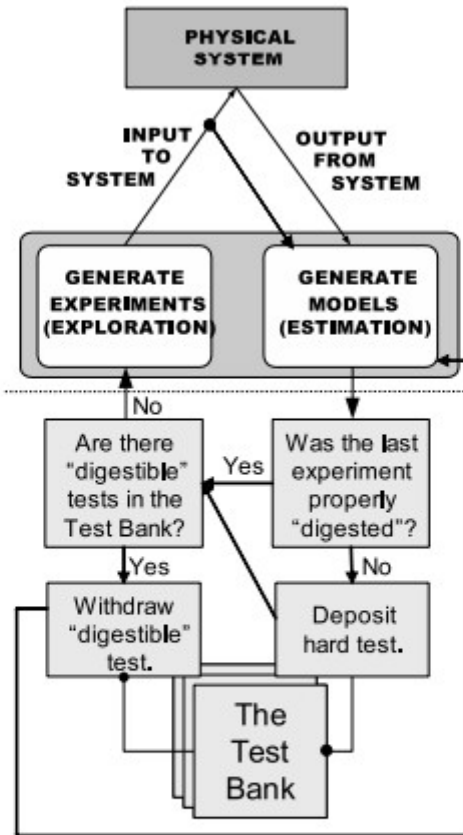 PHYSICAL
SYSTEM
INPUT
TO
SYSTEM
OUTPUT
FROM
SYSTEM
GENERATE
EXPERIMENTS
(EXPLORATION)
GENERATE
MODELS
(ESTIMATION)
No
Are there
“digestible”
tests in the
Test Bank?
Yes
Was the last
experiment
properly
“digested”?
Yes
No
Withdraw
“digestible”
test.
Deposit
hard test.
The
Test
Bank